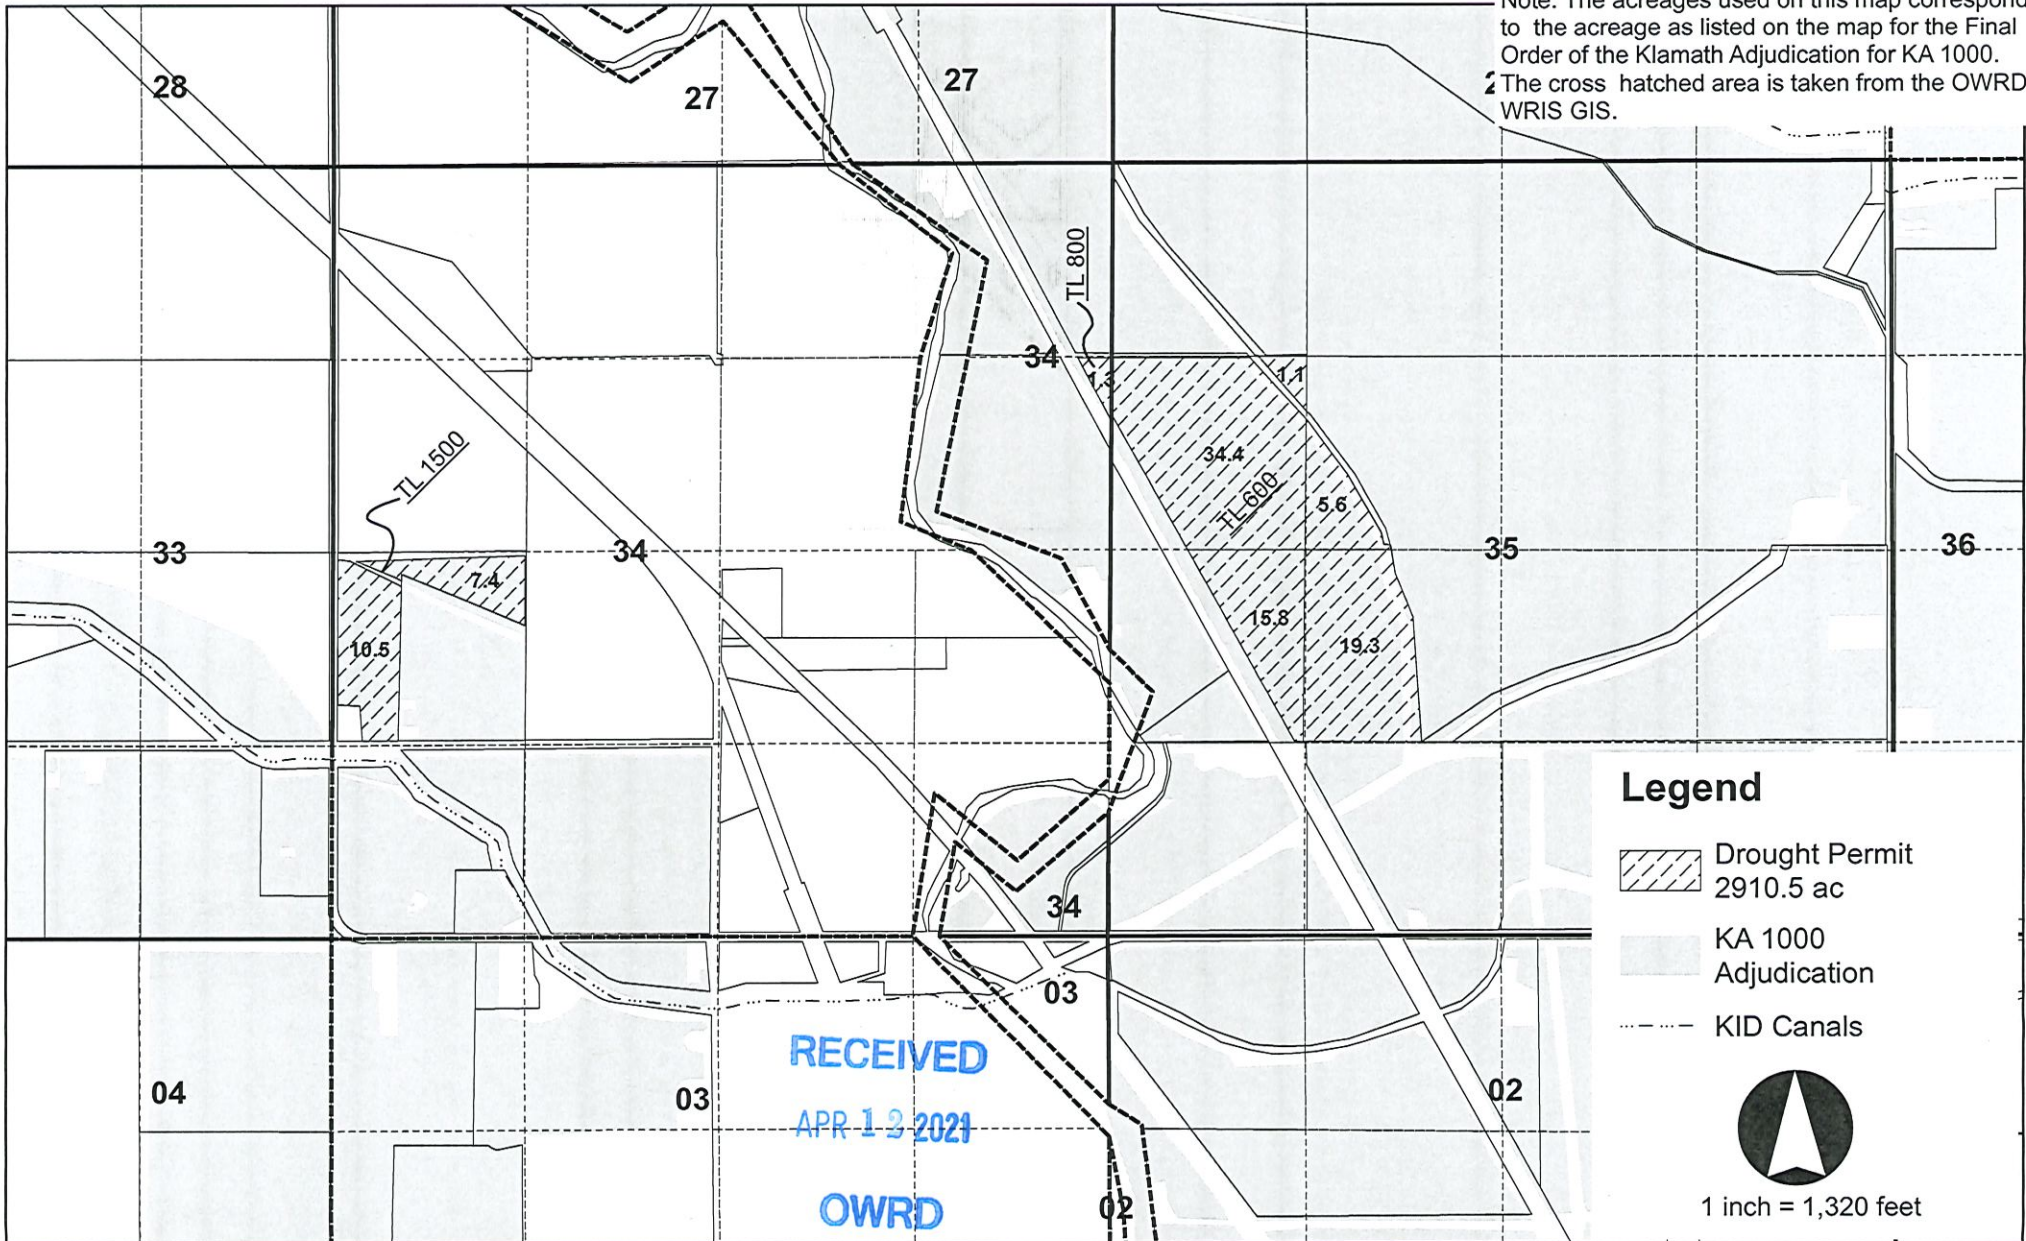 Note: The acreages used on this map correspond
to the acreage as listed on the map for the Final
Order of the Klamath Adjudication for KA 1000.
The cross hatched area is taken from the OWRD
WRIS GIS.
28
27
27
2
TL 800
34
1.3
1.1
34.4
TL 600
5.6
TL 1500
33
34
35
36
7.4
10.5
15.8
19.3
34
03
04
03
02
02
RECEIVED
APR 2021
OWRD
Legend
Drought Permit
2910.5 ac
KA 1000
Adjudication
KID Canals
1 inch = 1,320 feet